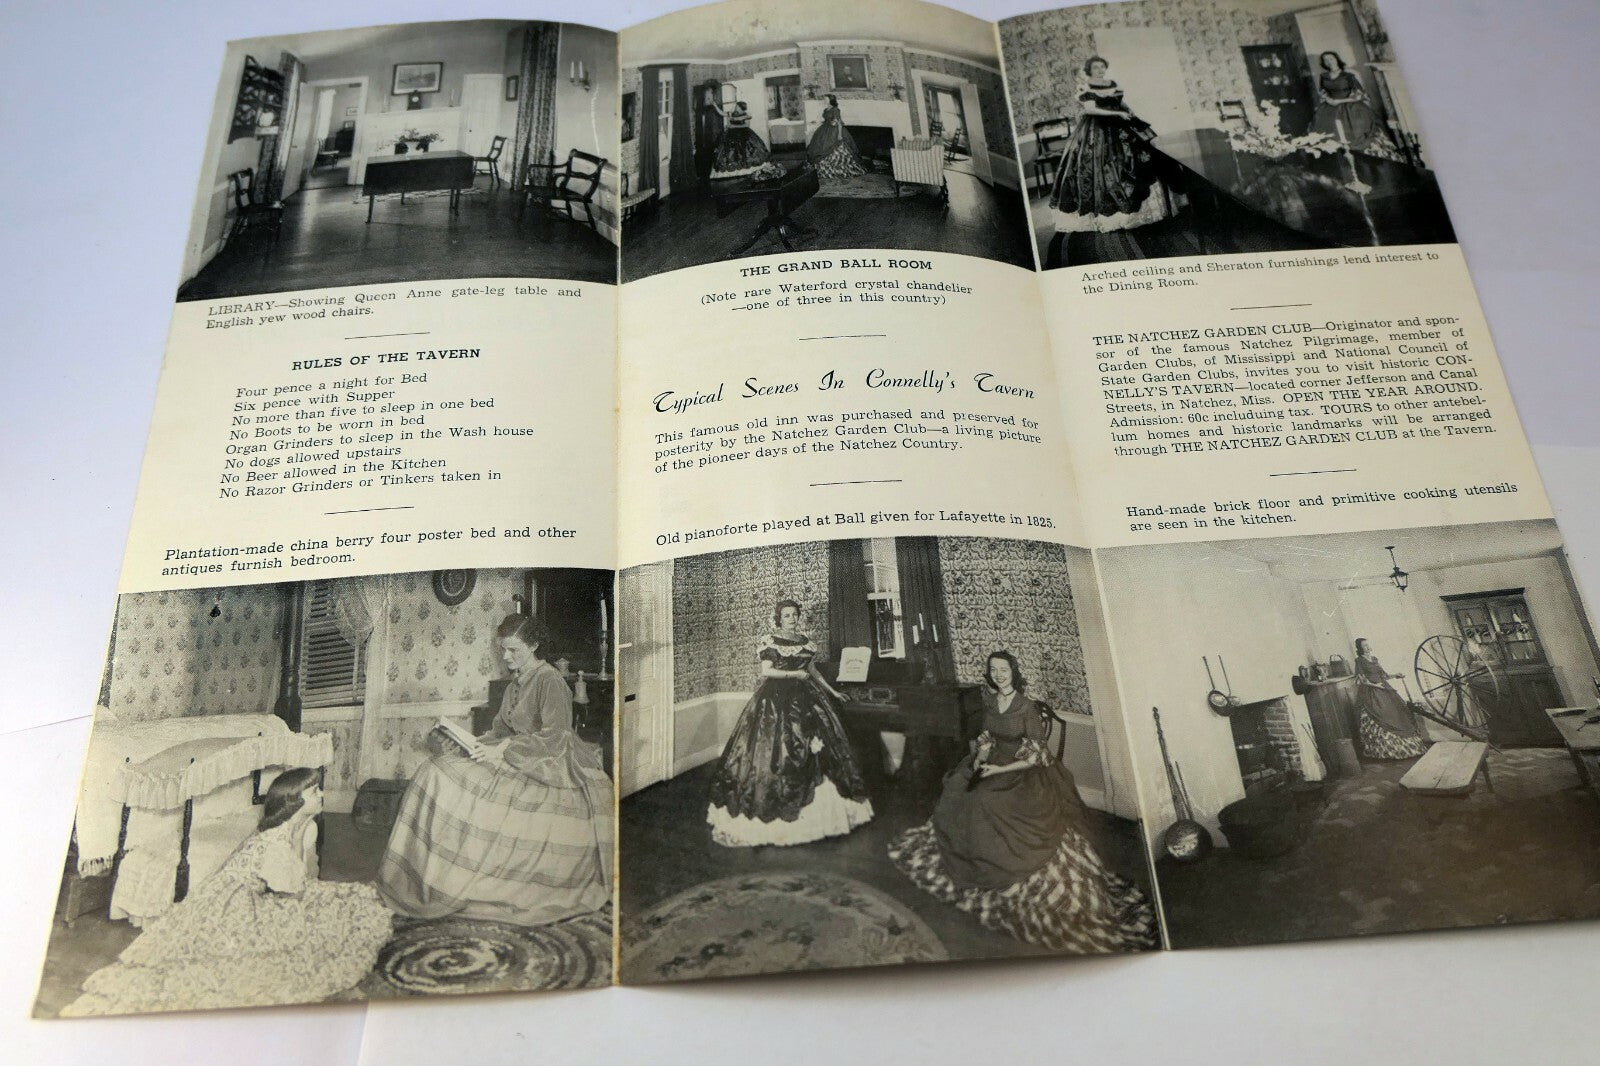 LIBRARY—Showing Queen Anne gate-leg table and
English yew wood chairs.
RULES OF THE TAVERN
Four pence a night for Bed
Six pence with Supper
No more than five to sleep in one bed
No Boots to be worn in bed
Organ Grinders to sleep in the Wash house
No dogs allowed upstairs
No Beer allowed in the Kitchen
No Razor Grinders or Tinkers taken in
Plantation-made china berry four poster bed and other
antiques furnish bedroom.
THE GRAND BALL ROOM
(Note rare Waterford crystal chandelier
—one of three in this country)
Typical Scenes In Connelly's Tavern
This famous old inn was purchased and preserved for
posterity by the Natchez Garden Club—a living picture
of the pioneer days of the Natchez Country.
Old pianoforte played at Ball given for Lafayette in 1825.
Arched ceiling and Sheraton furnishings lend interest to
the Dining Room.
THE NATCHEZ GARDEN CLUB—Originator and spon-
sor of the famous Natchez Pilgrimage, member of
Garden Clubs, of Mississippi and National Council of
State Garden Clubs, invites you to visit historic CON-
NELLY'S TAVERN—located corner Jefferson and Canal
Streets, in Natchez, Miss. OPEN THE YEAR AROUND.
Admission: 60c including tax. TOURS to other antebel-
lum homes and historic landmarks will be arranged
through THE NATCHEZ GARDEN CLUB at the Tavern.
Hand-made brick floor and primitive cooking utensils
are seen in the kitchen.